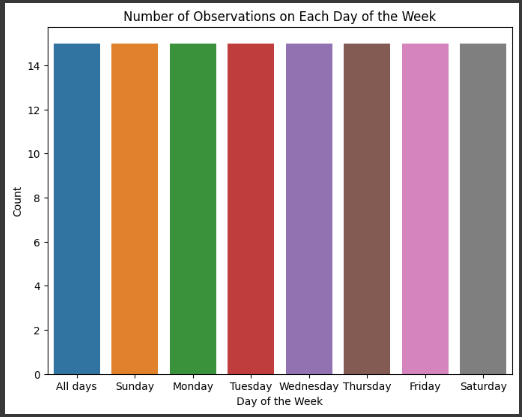 Number of Observations on Each Day of the Week
14
12
10
8
6
4
2
0
Count
All days Sunday Monday Tuesday Wednesday Thursday Friday Saturday
Day of the Week